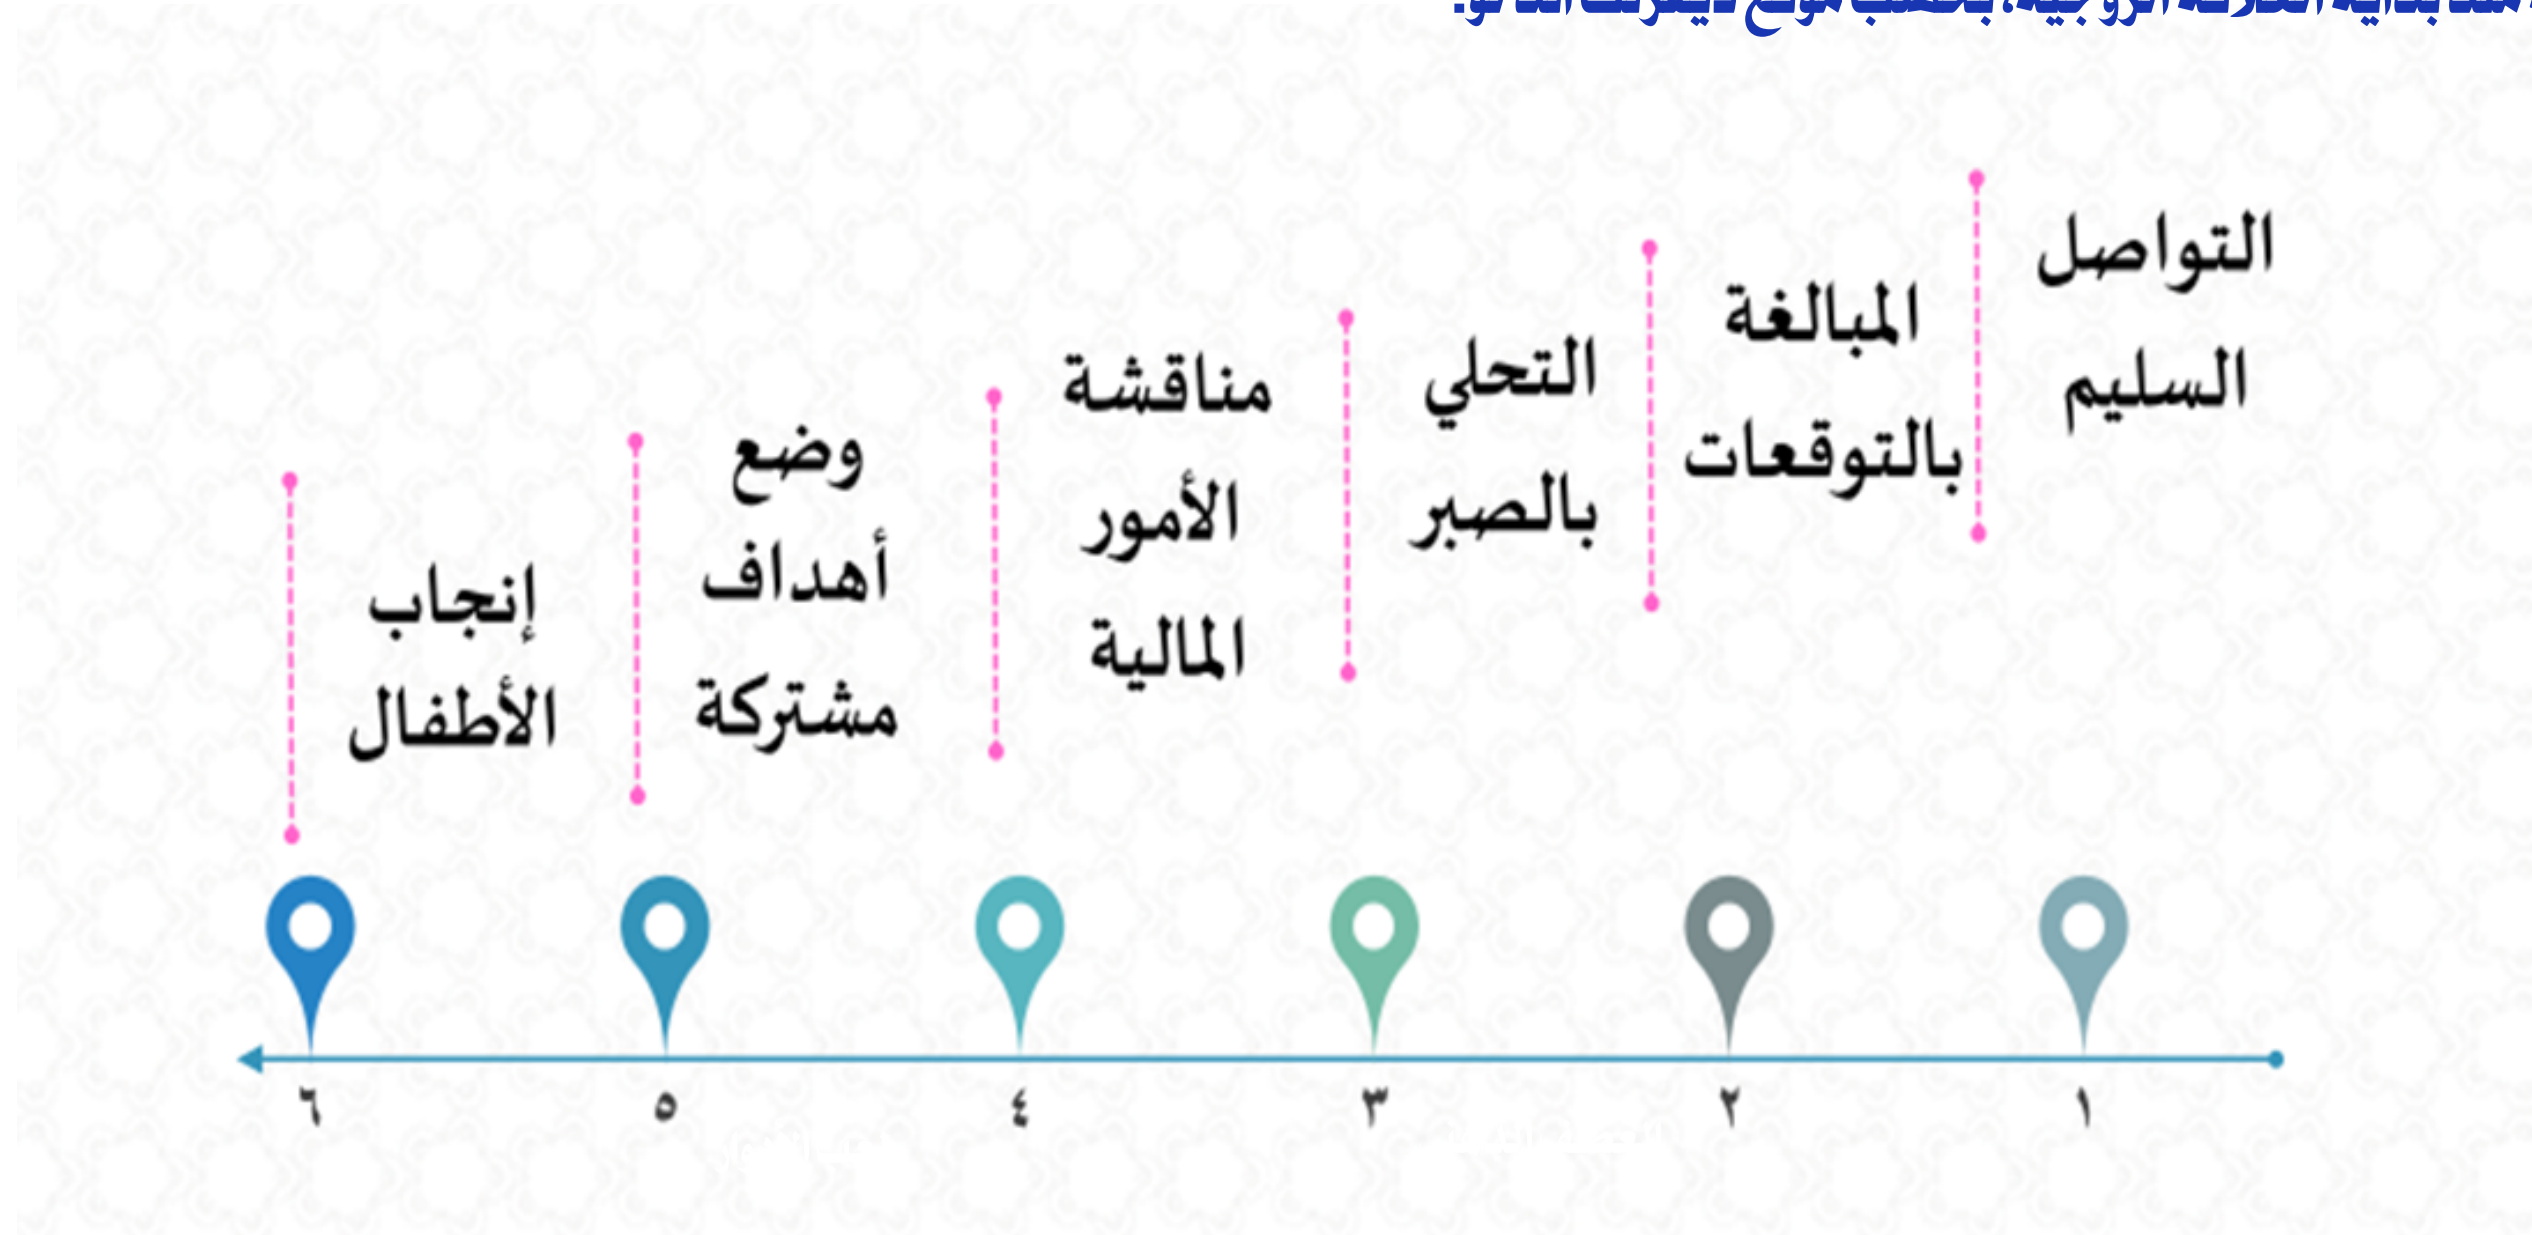 التواصل
السليم
المبالغة
بالتوقعات
التحلي
بالصبر
مناقشة
الأمور
المالية
وضع
أهداف
مشتركة
إنجاب
الأطفال
١
٢
٣
٤
٥
٦